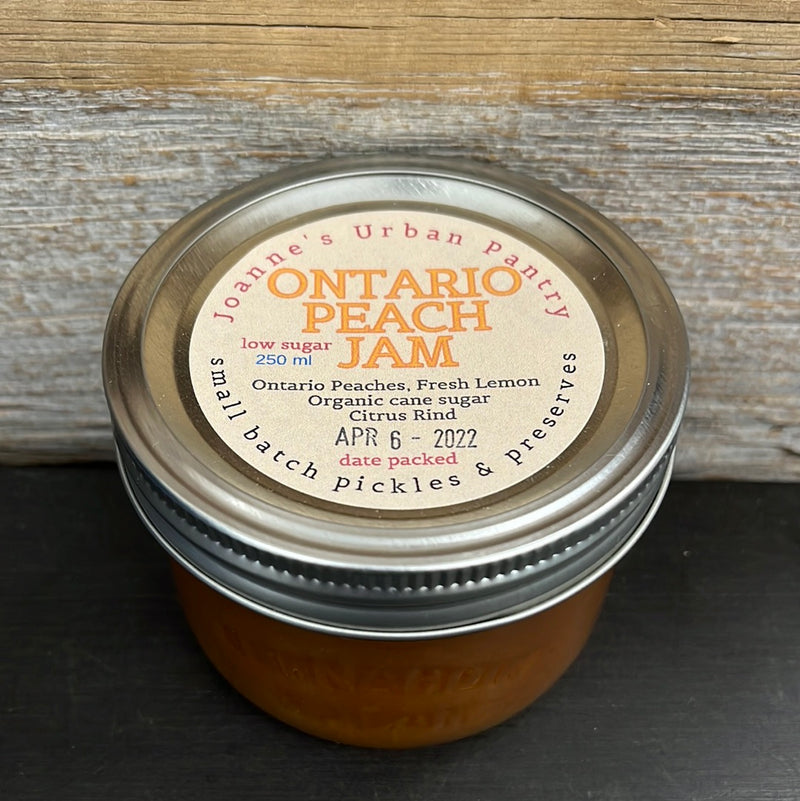 Joanne's Urban Pantry
ONTARIO
PEACH
JAM
low sugar
250 ml
Ontario Peaches, Fresh Lemon
Organic cane sugar
Citrus Rind
APR 6 - 2022
date packed
small batch pickles & preserves